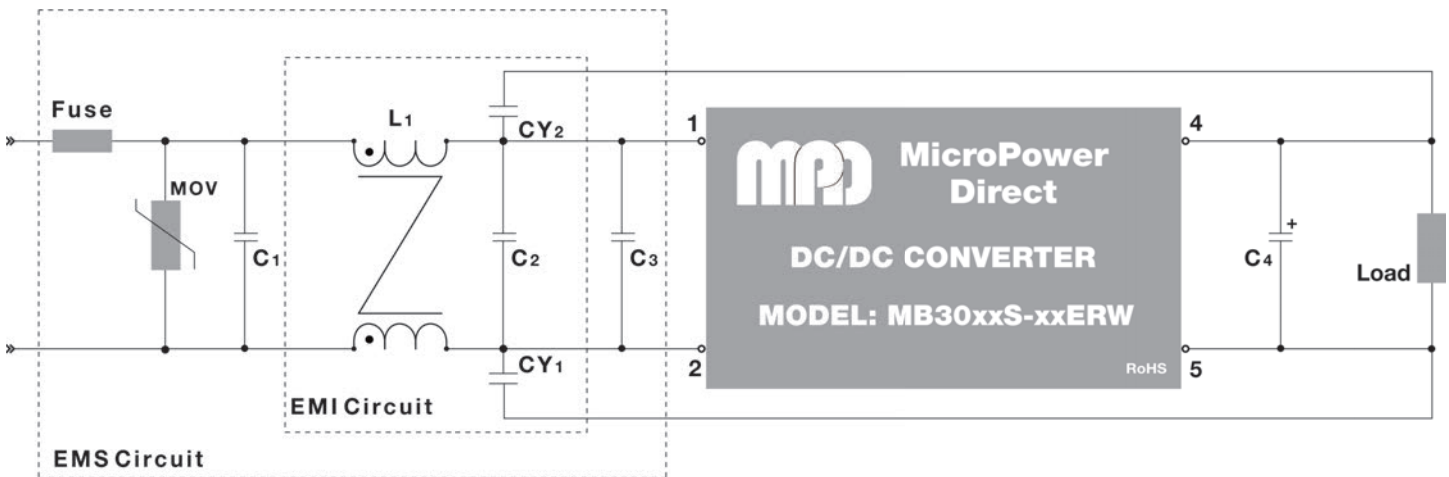 Fuse
MOV
C1
L1
CY2
C2
C3
CY1
EMI Circuit
EMS Circuit
1
2
MPD
MicroPower
Direct
DC/DC CONVERTER
MODEL: MB30xxS-xxERW
RoHS
4
5
+
C4
Load